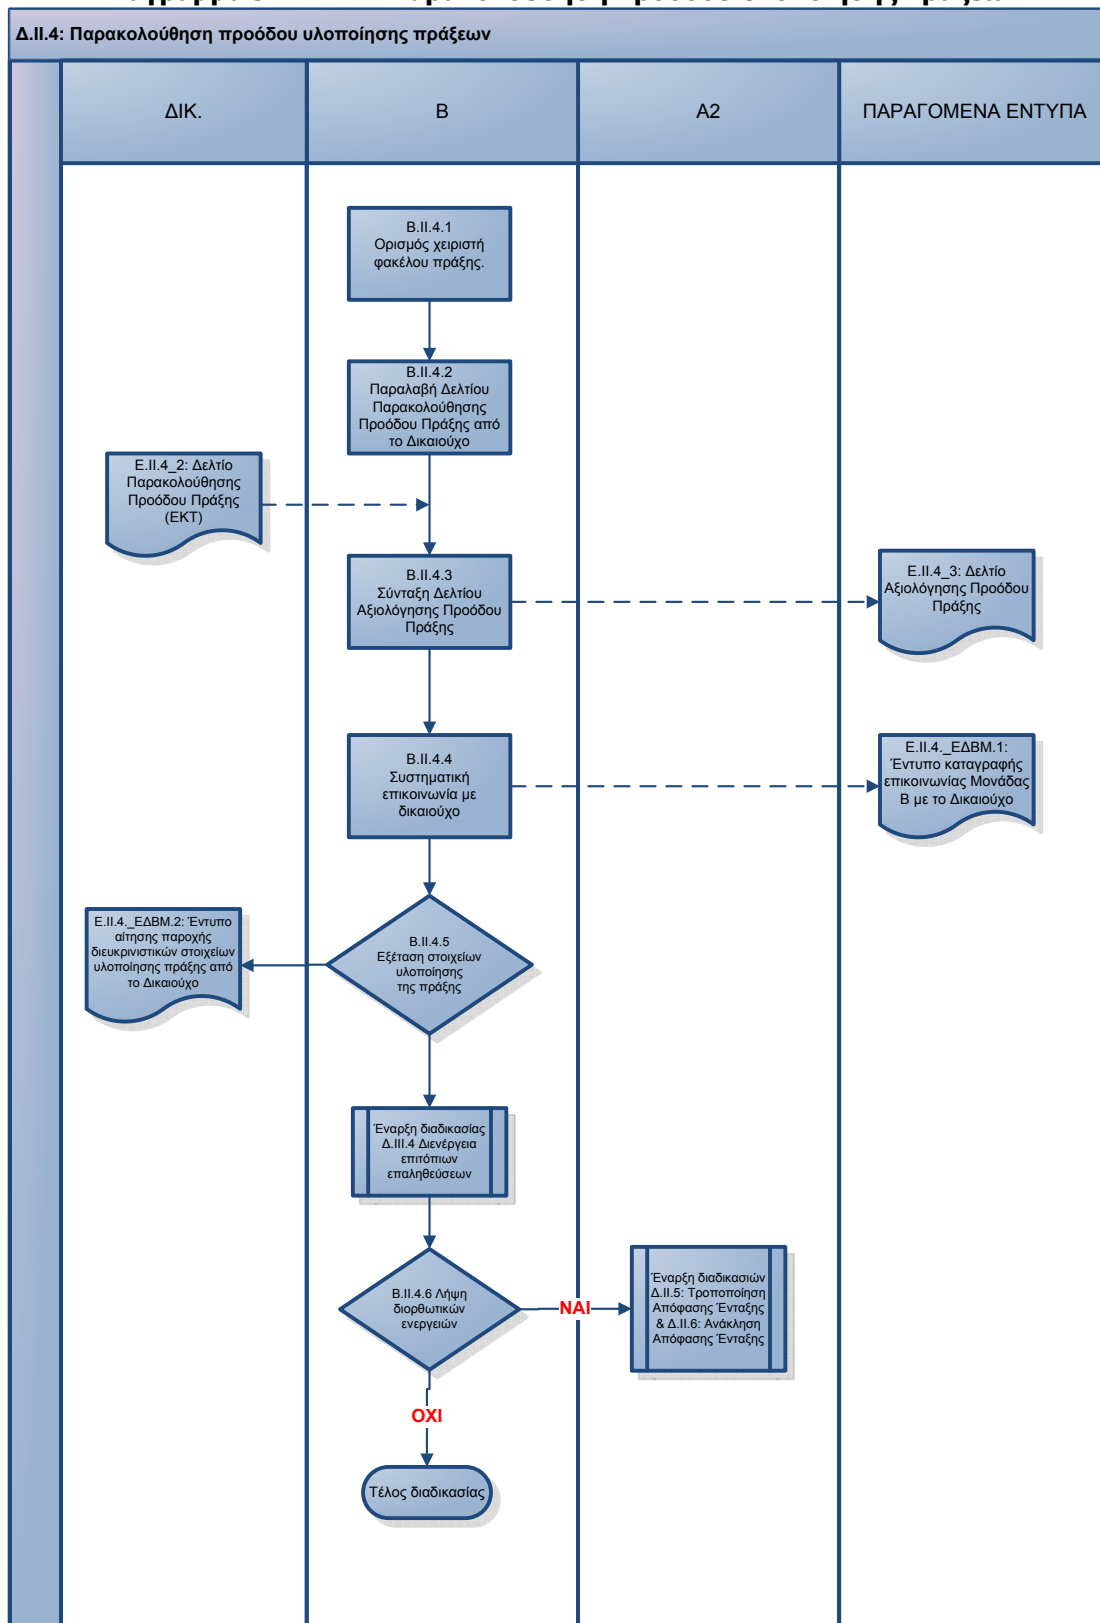 Δ.ΙΙ.4: Παρακολούθηση προόδου υλοποίησης πράξεων
ΔΙΚ.
Β
Α2
ΠΑΡΑΓΟΜΕΝΑ ΕΝΤΥΠΑ
Β.ΙΙ.4.1
Ορισμός χειριστή
φακέλου πράξης.
Β.ΙΙ.4.2
Παραλαβή Δελτίου
Παρακολούθησης
Προόδου Πράξης από
το Δικαιούχο
Ε.ΙΙ.4_2: Δελτίο
Παρακολούθησης
Προόδου Πράξης
(ΕΚΤ)
Β.ΙΙ.4.3
Σύνταξη Δελτίου
Αξιολόγησης Προόδου
Πράξης
Ε.ΙΙ.4_3: Δελτίο
Αξιολόγησης Προόδου
Πράξης
Β.ΙΙ.4.4
Συστηματική
επικοινωνία με
δικαιούχο
Ε.ΙΙ.4._ΕΔΒΜ.1:
Έντυπο καταγραφής
επικοινωνίας Μονάδας
Β με το Δικαιούχο
Ε.ΙΙ.4._ΕΔΒΜ.2: Έντυπο
αίτησης παροχής
διευκρινιστικών στοιχείων
υλοποίησης πράξης από
το Δικαιούχο
Β.ΙΙ.4.5
Εξέταση στοιχείων
υλοποίησης
της πράξης
Έναρξη διαδικασίας
Δ.ΙΙΙ.4 Διενέργεια
επιτόπιων
επαληθεύσεων
Β.ΙΙ.4.6 Λήψη
διορθωτικών
ενεργειών
ΝΑΙ
Έναρξη διαδικασιών
Δ.ΙΙ.5: Τροποποίηση
Απόφασης Ένταξης
& Δ.ΙΙ.6: Ανάκληση
Απόφασης Ένταξης
ΟΧΙ
Τέλος διαδικασίας